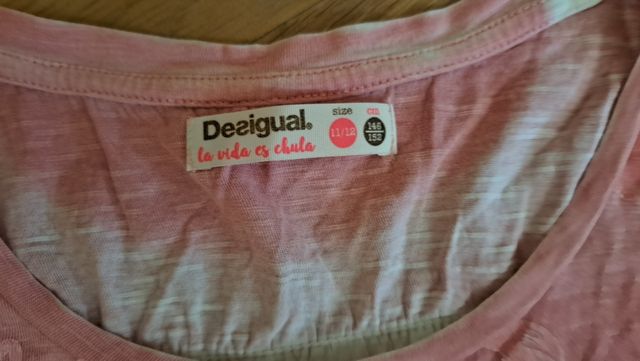 Desigual.
la vida es chula
size
11/12
cm
146
152